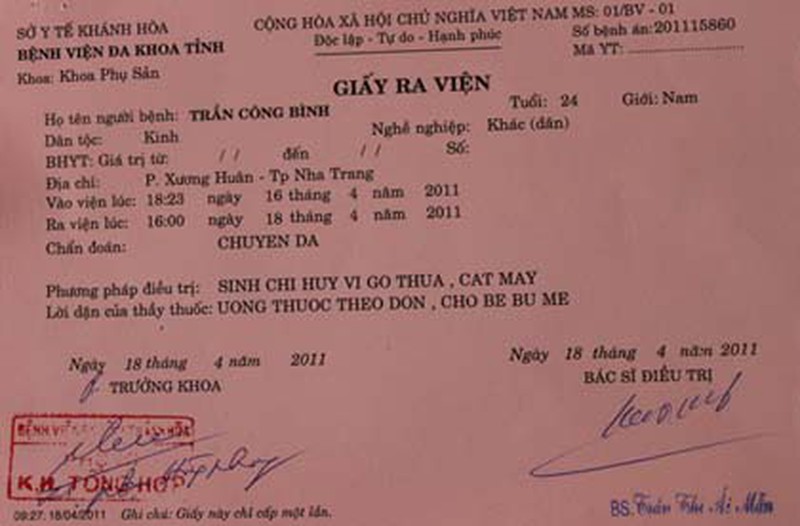 SỞ Y TẾ KHÁNH HÒA
CỘNG HÒA XÃ HỘI CHỦ NGHĨA VIỆT NAM MS: 01/BV - 01
BỆNH VIỆN ĐA KHOA TỈNH
Độc lập - Tự do - Hạnh phúc
Số bệnh án: 201115860
Khoa: Khoa Phụ Sản
Mã YT:
GIẤY RA VIỆN
Họ tên người bệnh: TRẦN CÔNG BÌNH Tuổi: 24 Giới: Nam
Dân tộc: Kinh Nghề nghiệp: Khác (dân)
BHYT: Giá trị từ: / / đến / / Số:
Địa chỉ: P. Xương Huân - Tp Nha Trang
Vào viện lúc: 18:23 ngày 16 tháng 4 năm 2011
Ra viện lúc: 16:00 ngày 18 tháng 4 năm 2011
Chẩn đoán: CHUYEN DA
Phương pháp điều trị: SINH CHI HUY VI GO THUA , CAT MAY
Lời dặn của thầy thuốc: UONG THUOC THEO DON , CHO BE BU ME
Ngày 18 tháng 4 năm 2011
TRƯỞNG KHOA
Ngày 18 tháng 4 năm 2011
BÁC SĨ ĐIỀU TRỊ
BỆNH VIỆN
K.H TỔNG HỢP
09:27: 18/04/2011 Ghi chú: Giấy này chỉ cấp một lần.
BS. Trần Thị Ái Mẫn